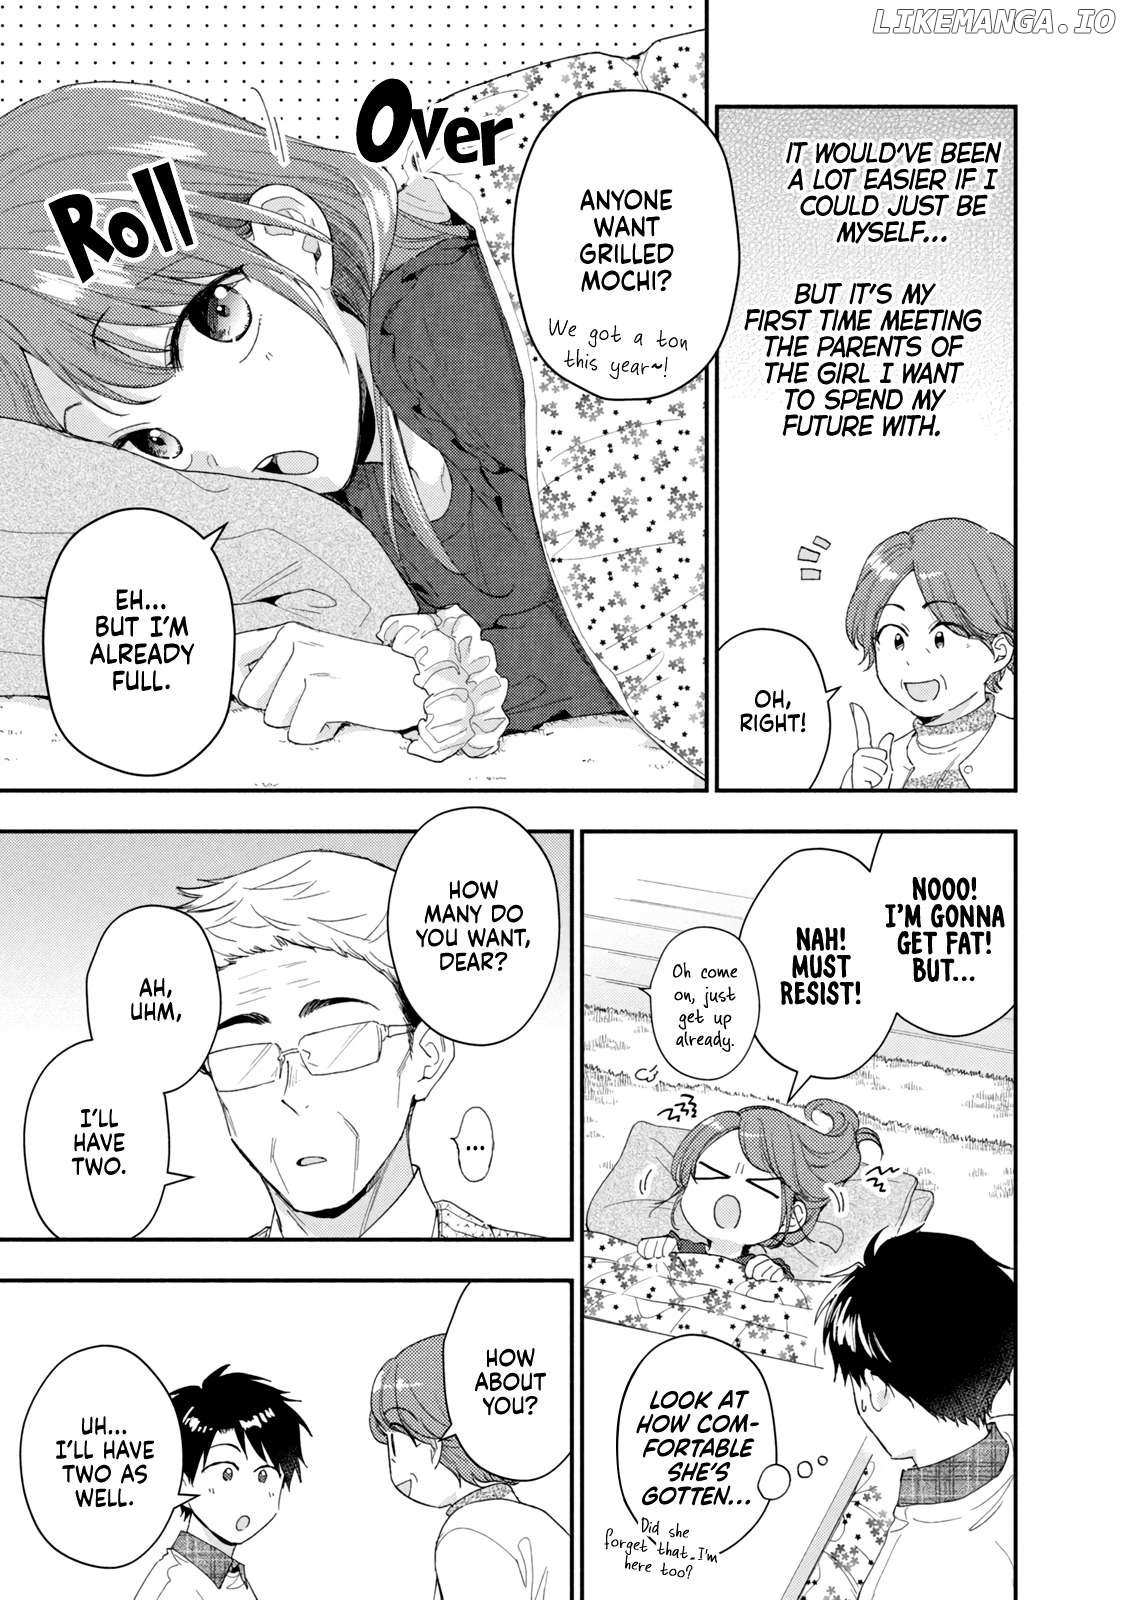 LIKEMANGA.IO
IT WOULD'VE BEEN
A LOT EASIER IF I
COULD JUST BE
MYSELF...
BUT IT'S MY
FIRST TIME MEETING
THE PARENTS OF
THE GIRL I WANT
TO SPEND MY
FUTURE WITH.
OH,
RIGHT!
ANYONE
WANT
GRILLED
MOCHI?
We got a ton
this year~!
Roll
Over
EH...
BUT I'M
ALREADY
FULL.
NOOO!
I'M GONNA
GET FAT!
BUT...
NAH!
MUST
RESIST!
Oh come
on, just
get up
already.
LOOK AT
HOW COM-
FORTABLE
SHE'S
GOTTEN...
Did she
forget that I'm
here too?
HOW
MANY DO
YOU WANT,
DEAR?
...
AH,
UHM,
I'LL
HAVE
TWO.
HOW
ABOUT
YOU?
UH...
I'LL HAVE
TWO AS
WELL.